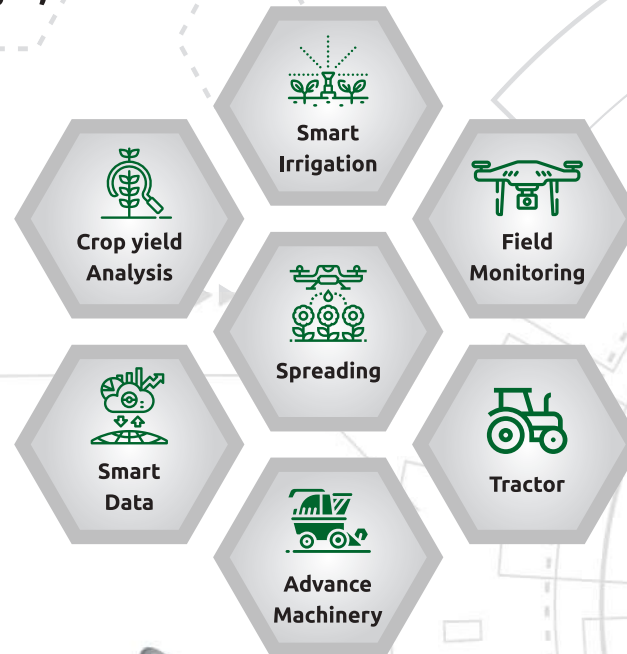 Smart
Irrigation
Crop yield
Analysis
Field
Monitoring
Spreading
Smart
Data
Tractor
Advance
Machinery